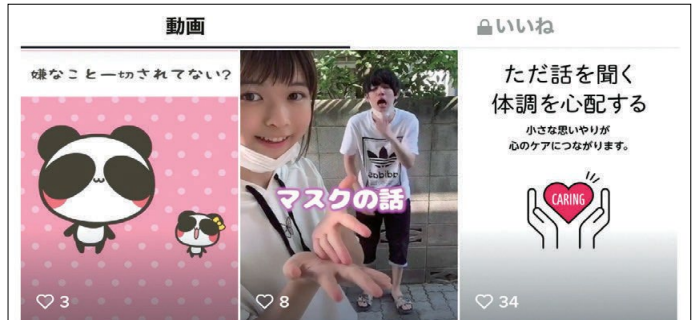 動画
いいね
嫌なこと一切されてない?
マスクの話
ただ話を聞く
体調を心配する
小さな思いやりが
心のケアにつながります。
CARING
3
8
34